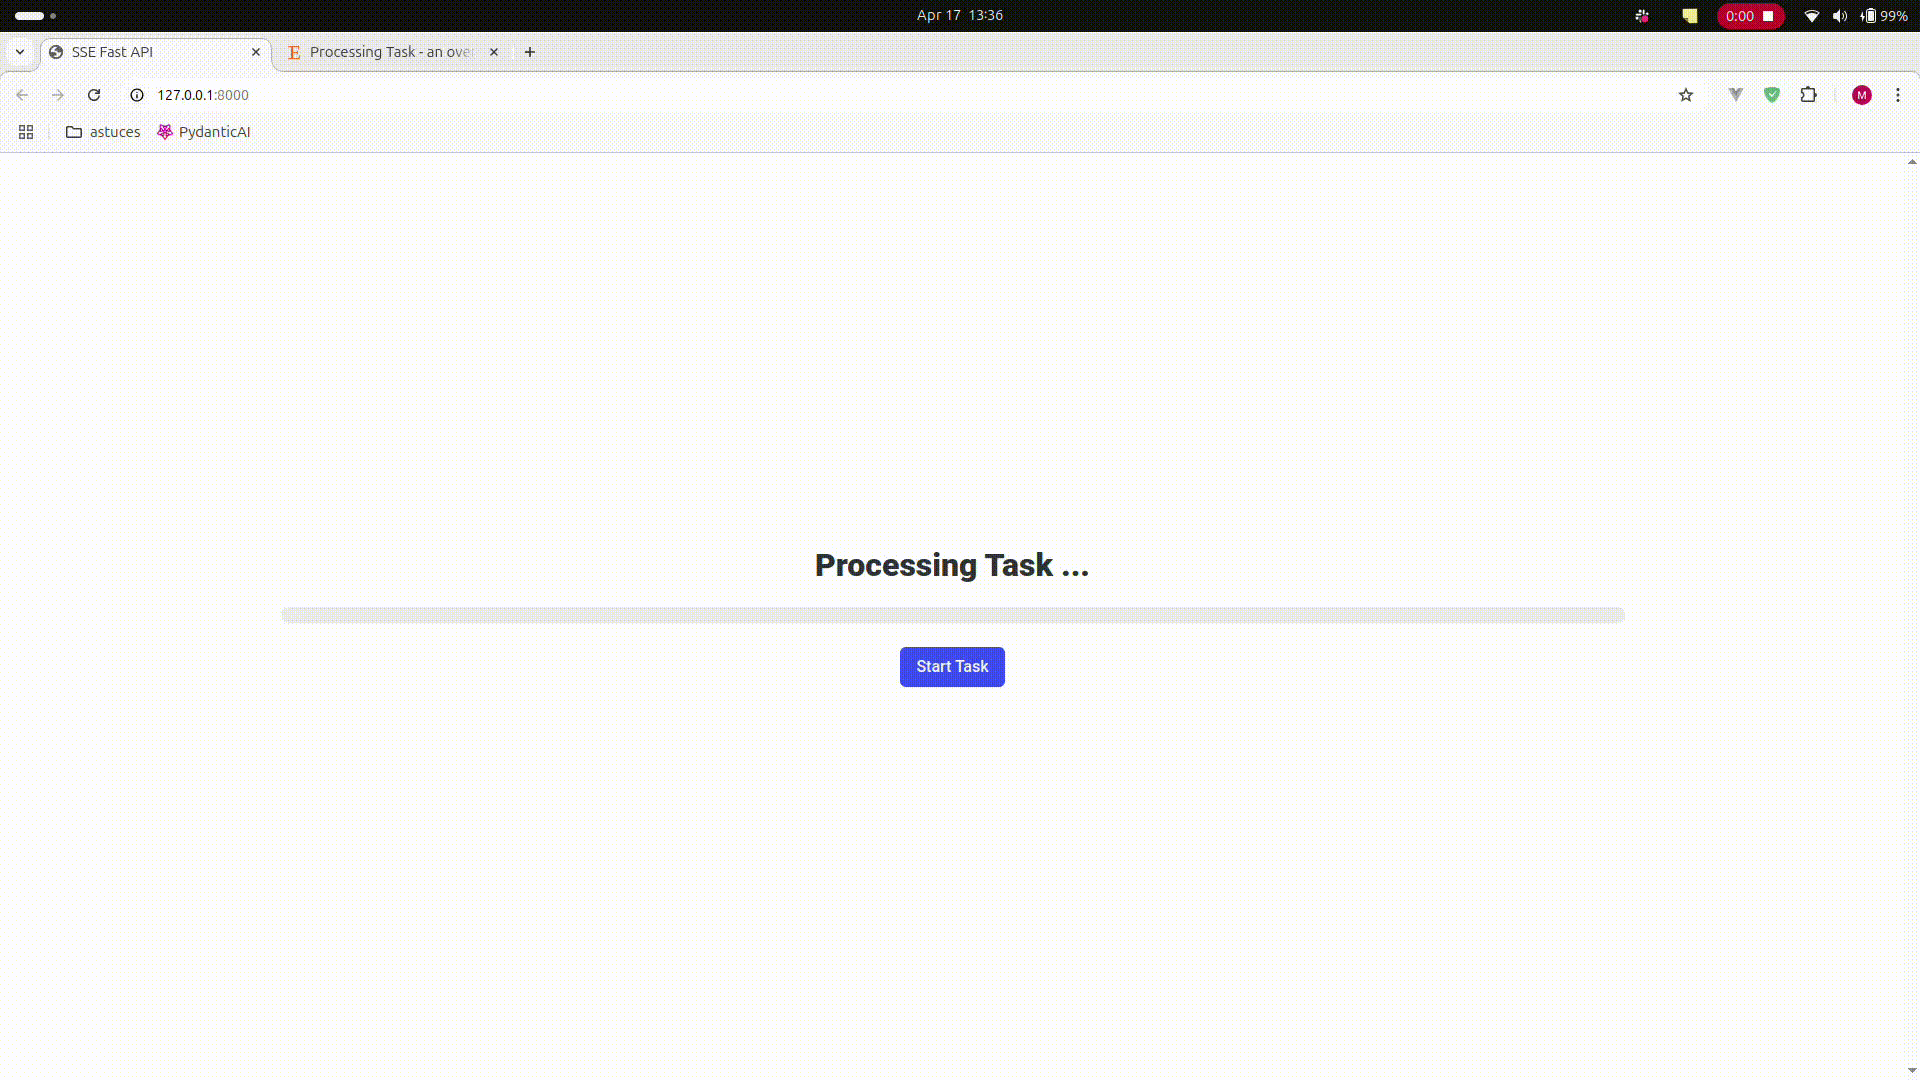 Apr 17 13:36
0:00
99%
SSE Fast API
Processing Task - an ove
127.0.0.1:8000
M
astuces
PydanticAI
Processing Task ...
Start Task